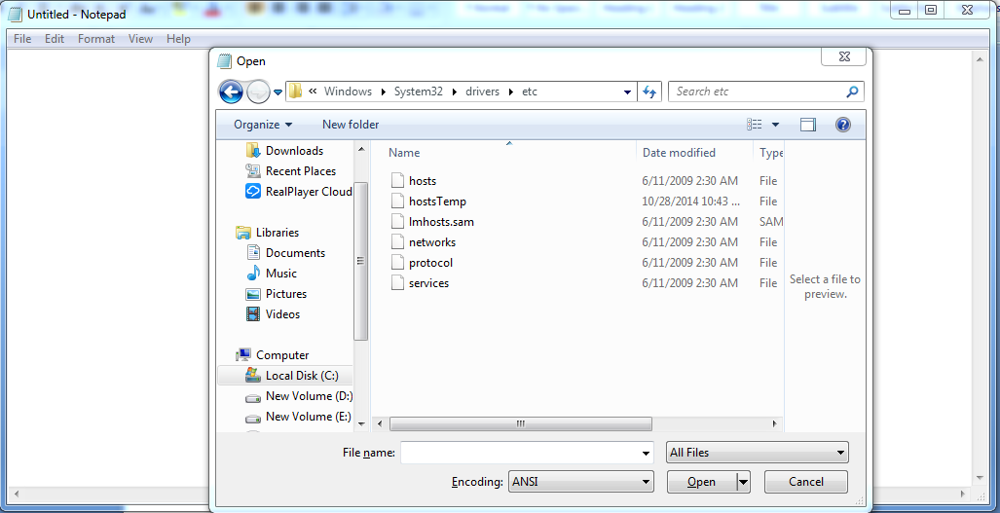 Untitled - Notepad
File Edit Format View Help
Open
« Windows System32 drivers etc
Search etc
Organize New folder
Downloads
Recent Places
RealPlayer Cloud
Libraries
Documents
Music
Pictures
Videos
Computer
Local Disk (C:)
New Volume (D:)
New Volume (E:)
Name Date modified Type
hosts 6/11/2009 2:30 AM File
hostsTemp 10/28/2014 10:43 ... File
lmhosts.sam 6/11/2009 2:30 AM SAM
networks 6/11/2009 2:30 AM File
protocol 6/11/2009 2:30 AM File
services 6/11/2009 2:30 AM File
Select a file to
preview.
File name: All Files
Encoding: ANSI Open Cancel